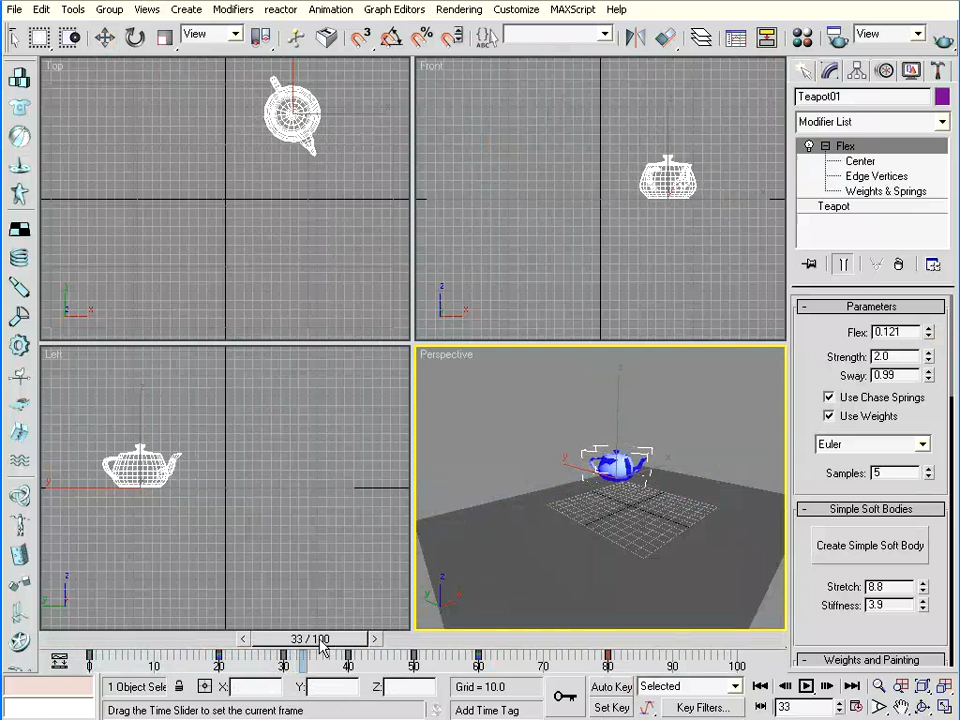 File Edit Tools Group Views Create Modifiers reactor Animation Graph Editors Rendering Customize MAXScript Help
View ABC View
Top
Front
Teapot01
Modifier List
Flex
Center
Edge Vertices
Weights & Springs
Teapot
y
x
z
x
Parameters
Flex: 0.121
Strength: 2.0
Sway: 0.99
Use Chase Springs
Use Weights
Euler
Samples: 5
Left
Perspective
z
y
z
y
x
z
y
z
y
x
Simple Soft Bodies
Create Simple Soft Body
Stretch: 8.8
Stiffness: 3.9
Weights and Painting
< 33 / 100 >
0 10 20 30 40 50 60 70 80 90 100
1 Object Sele X: Y: Z: Grid = 10.0 Auto Key Selected
Drag the Time Slider to set the current frame Add Time Tag Set Key Key Filters... 33